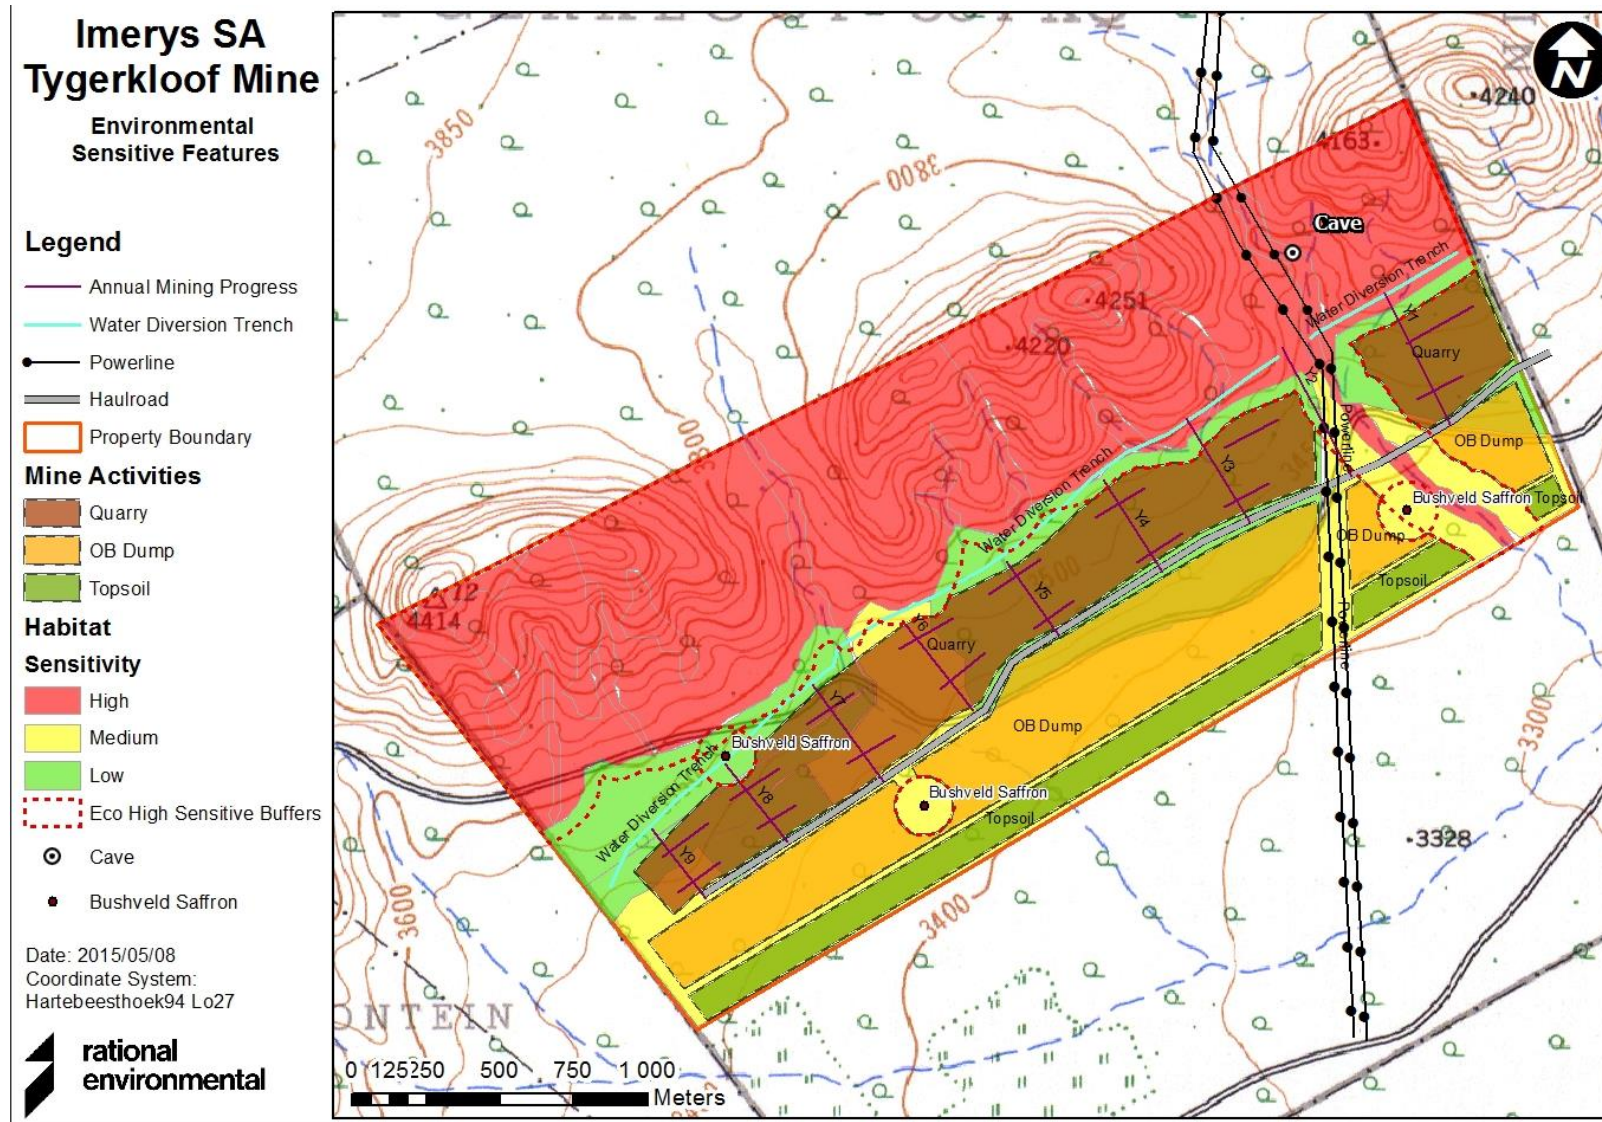 Imerys SA
Tygerkloof Mine
Environmental
Sensitive Features
Legend
Annual Mining Progress
Water Diversion Trench
Powerline
Haulroad
Property Boundary
Mine Activities
Quarry
OB Dump
Topsoil
Habitat
Sensitivity
High
Medium
Low
Eco High Sensitive Buffers
Cave
Bushveld Saffron
Date: 2015/05/08
Coordinate System:
Hartebeesthoek94 Lo27
rational
environmental
N
4240
3850
4163
3800
Cave
Water Diversion Trench
4251
Y1
4220
Quarry
Y2
Powerline
OB Dump
3800
Y3
Water Diversion Trench
Bushveld Saffron
Topsoil
Y4
OB Dump
3500
Topsoil
Y5
12
4414
Y6
Quarry
Powerline
Y7
OB Dump
3300
Bushveld Saffron
Water Diversion Trench
Y8
Bushveld Saffron
Topsoil
3328
Y9
3600
3400
ONTEIN
0 125 250 500 750 1 000
Meters